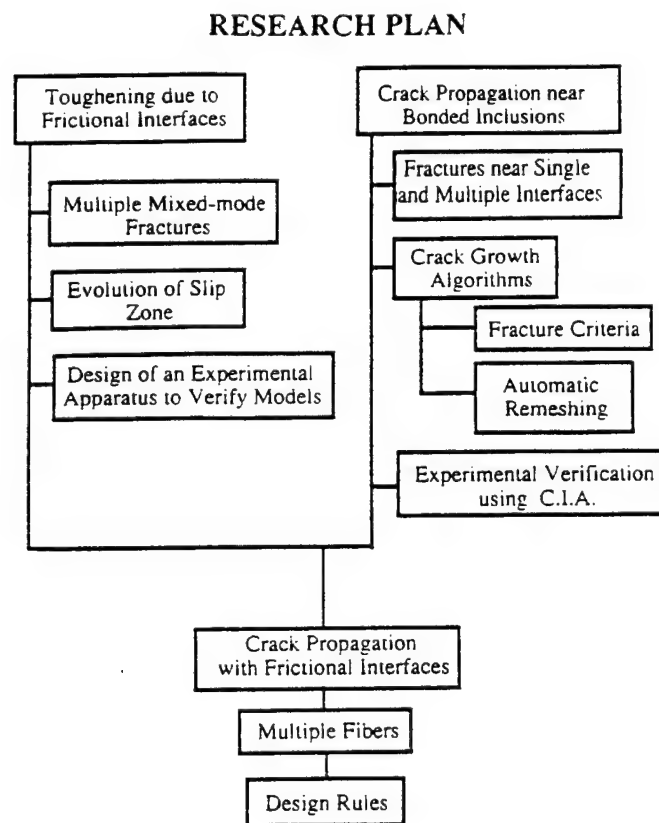 RESEARCH PLAN
Toughening due to
Frictional Interfaces
Multiple Mixed-mode
Fractures
Evolution of Slip
Zone
Design of an Experimental
Apparatus to Verify Models
Crack Propagation near
Bonded Inclusions
Fractures near Single
and Multiple Interfaces
Crack Growth
Algorithms
Fracture Criteria
Automatic
Remeshing
Experimental Verification
using C.I.A.
Crack Propagation
with Frictional Interfaces
Multiple Fibers
Design Rules